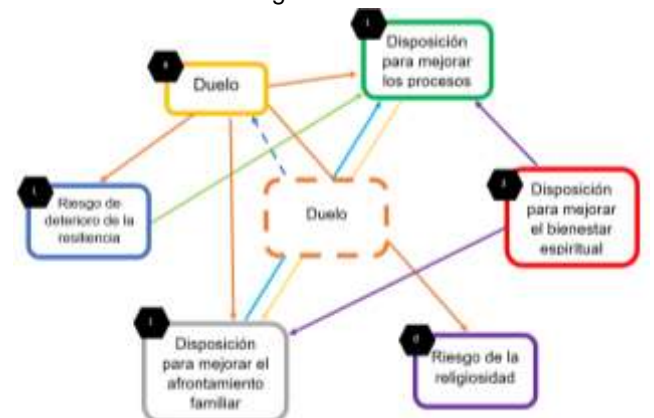 Disposición
para mejorar
los procesos
Duelo
Riesgo de
deterioro de la
resiliencia
Duelo
Disposición
para mejorar
el bienestar
espiritual
Disposición
para mejorar el
afrontamiento
familiar
Riesgo de la
religiosidad